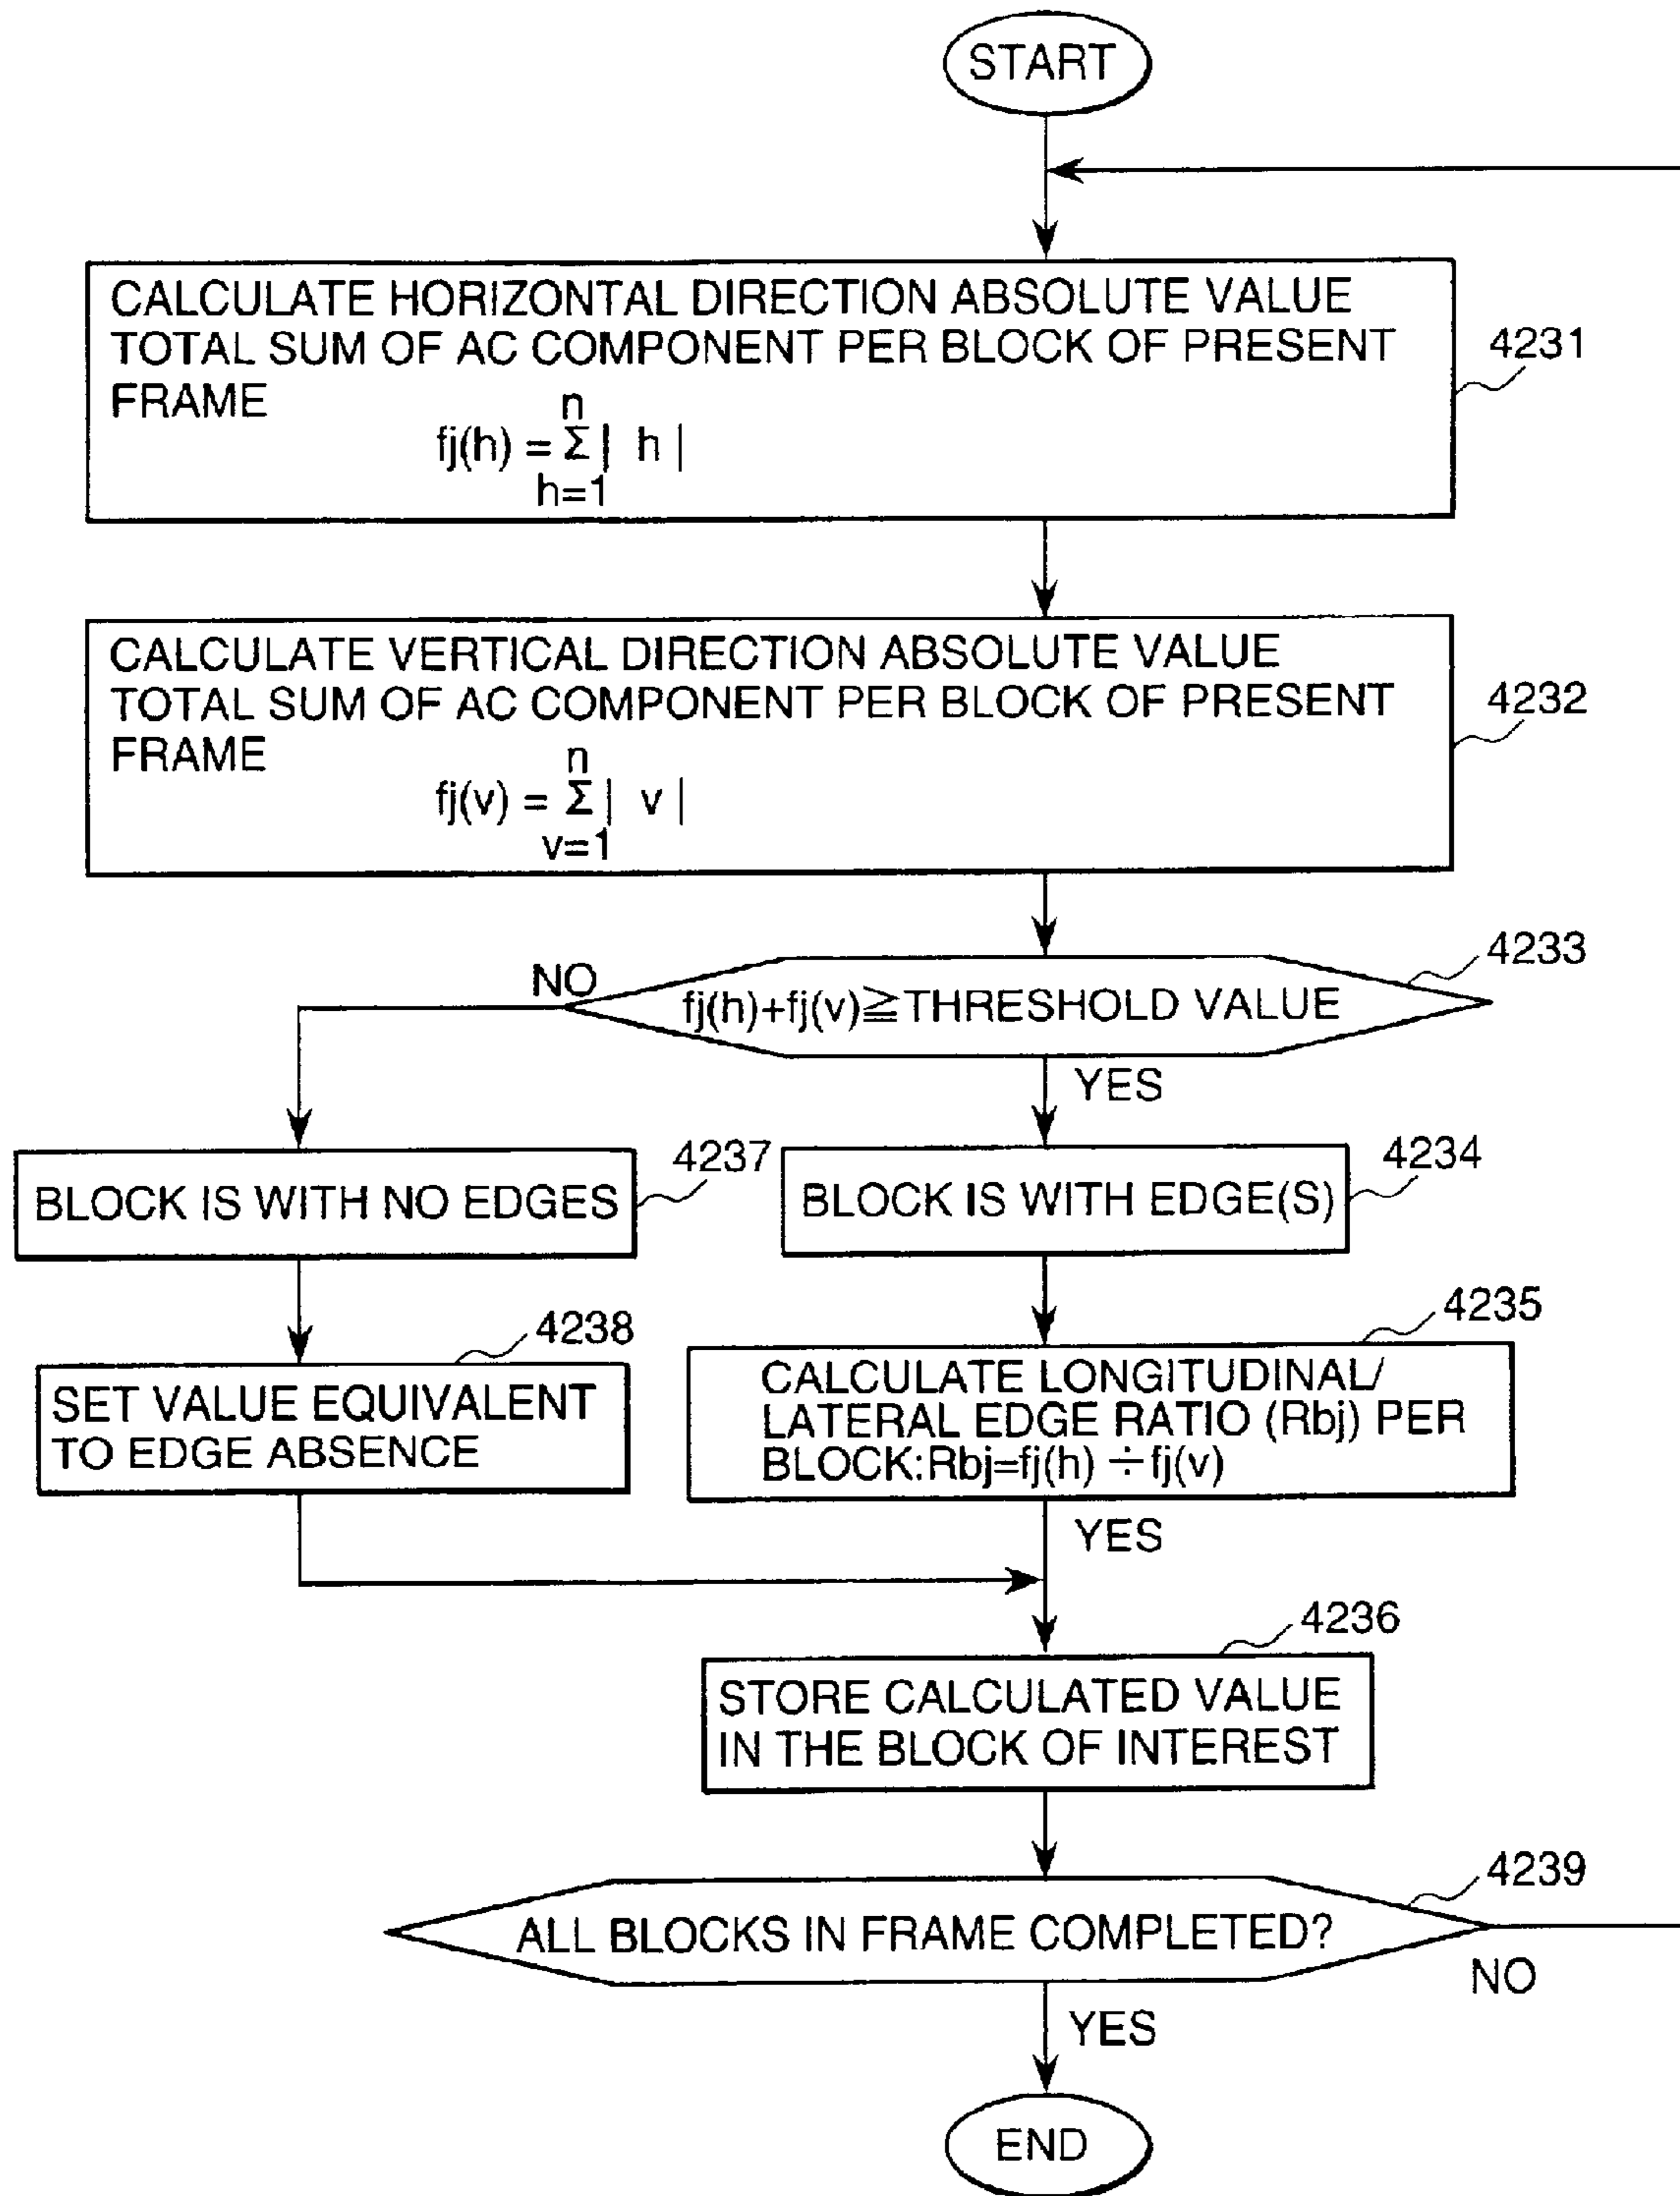 START
CALCULATE HORIZONTAL DIRECTION ABSOLUTE VALUE
TOTAL SUM OF AC COMPONENT PER BLOCK OF PRESENT
FRAME
n
fj(h) = Σ | h |
h=1
4231
CALCULATE VERTICAL DIRECTION ABSOLUTE VALUE
TOTAL SUM OF AC COMPONENT PER BLOCK OF PRESENT
FRAME
n
fj(v) = Σ | v |
v=1
4232
4233
NO
fj(h)+fj(v)≧THRESHOLD VALUE
YES
4237
BLOCK IS WITH NO EDGES
4234
BLOCK IS WITH EDGE(S)
4238
SET VALUE EQUIVALENT
TO EDGE ABSENCE
4235
CALCULATE LONGITUDINAL/
LATERAL EDGE RATIO (Rbj) PER
BLOCK:Rbj=fj(h) ÷fj(v)
YES
4236
STORE CALCULATED VALUE
IN THE BLOCK OF INTEREST
4239
ALL BLOCKS IN FRAME COMPLETED?
NO
YES
END